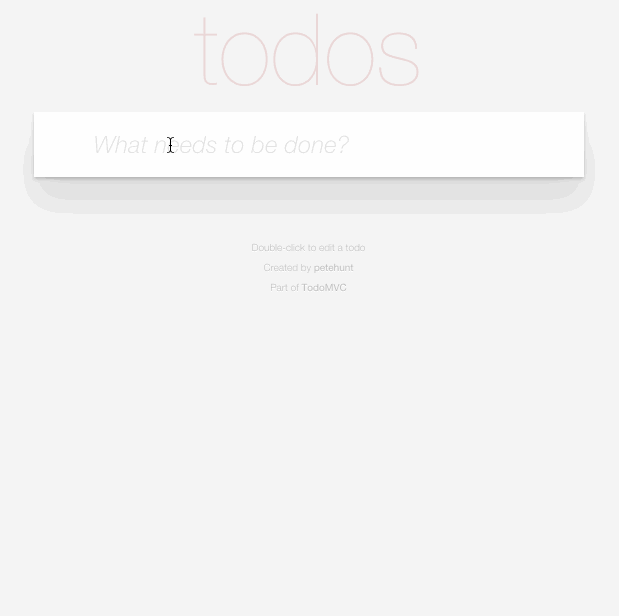 todos
What needs to be done?
Double-click to edit a todo
Created by petehunt
Part of TodoMVC